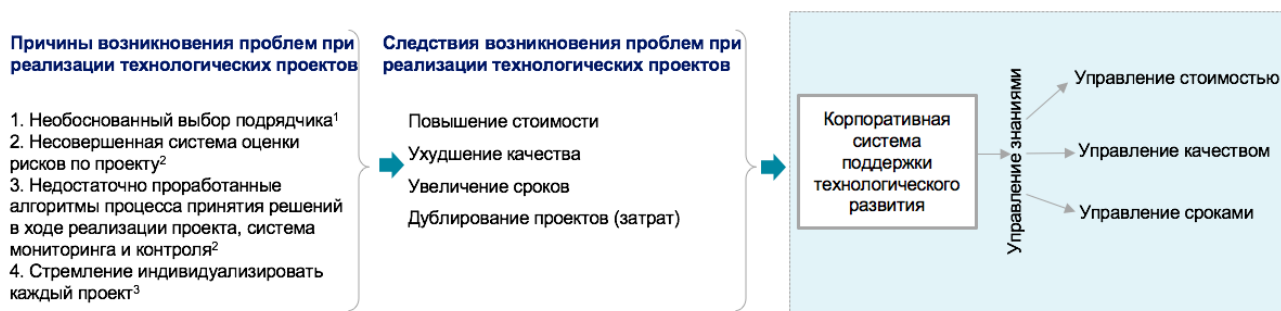 Причины возникновения проблем при
реализации технологических проектов
1. Необоснованный выбор подрядчика¹
2. Несовершенная система оценки
рисков по проекту²
3. Недостаточно проработанные
алгоритмы процесса принятия решений
в ходе реализации проекта, система
мониторинга и контроля²
4. Стремление индивидуализировать
каждый проект³
Следствия возникновения проблем при
реализации технологических проектов
Повышение стоимости
Ухудшение качества
Увеличение сроков
Дублирование проектов (затрат)
Корпоративная
система
поддержки
технологического
развития
Управление знаниями
Управление стоимостью
Управление качеством
Управление сроками